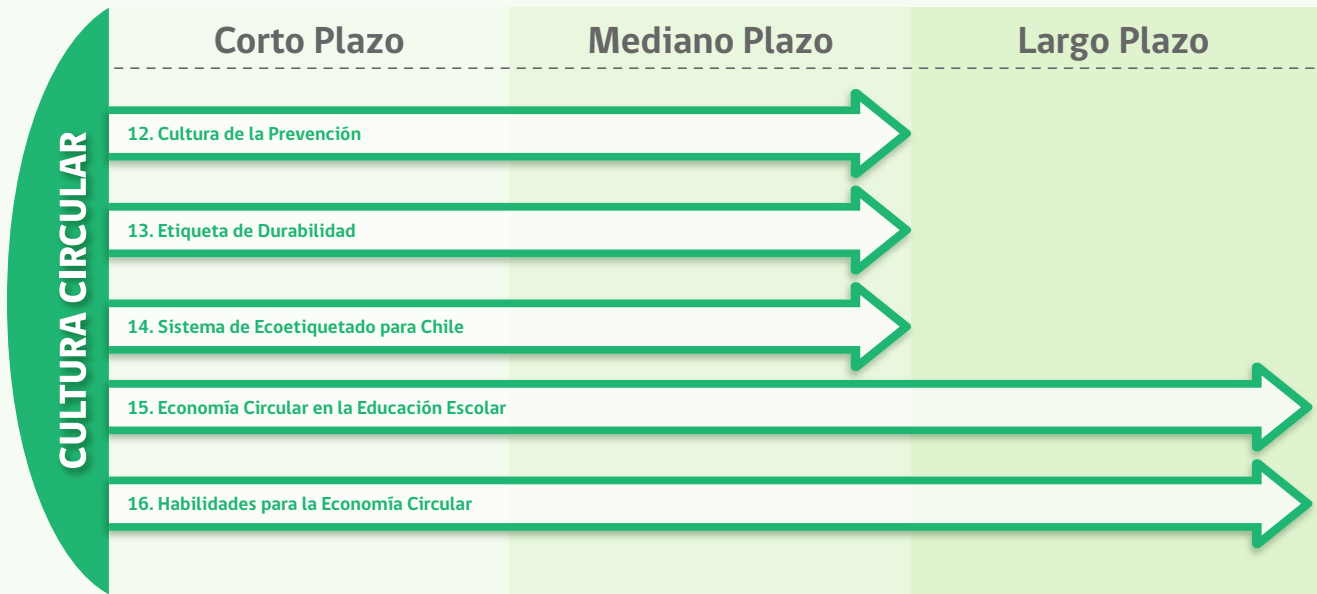 Corto Plazo
Mediano Plazo
Largo Plazo
CULTURA CIRCULAR
12. Cultura de la Prevención
13. Etiqueta de Durabilidad
14. Sistema de Ecoetiquetado para Chile
15. Economía Circular en la Educación Escolar
16. Habilidades para la Economía Circular